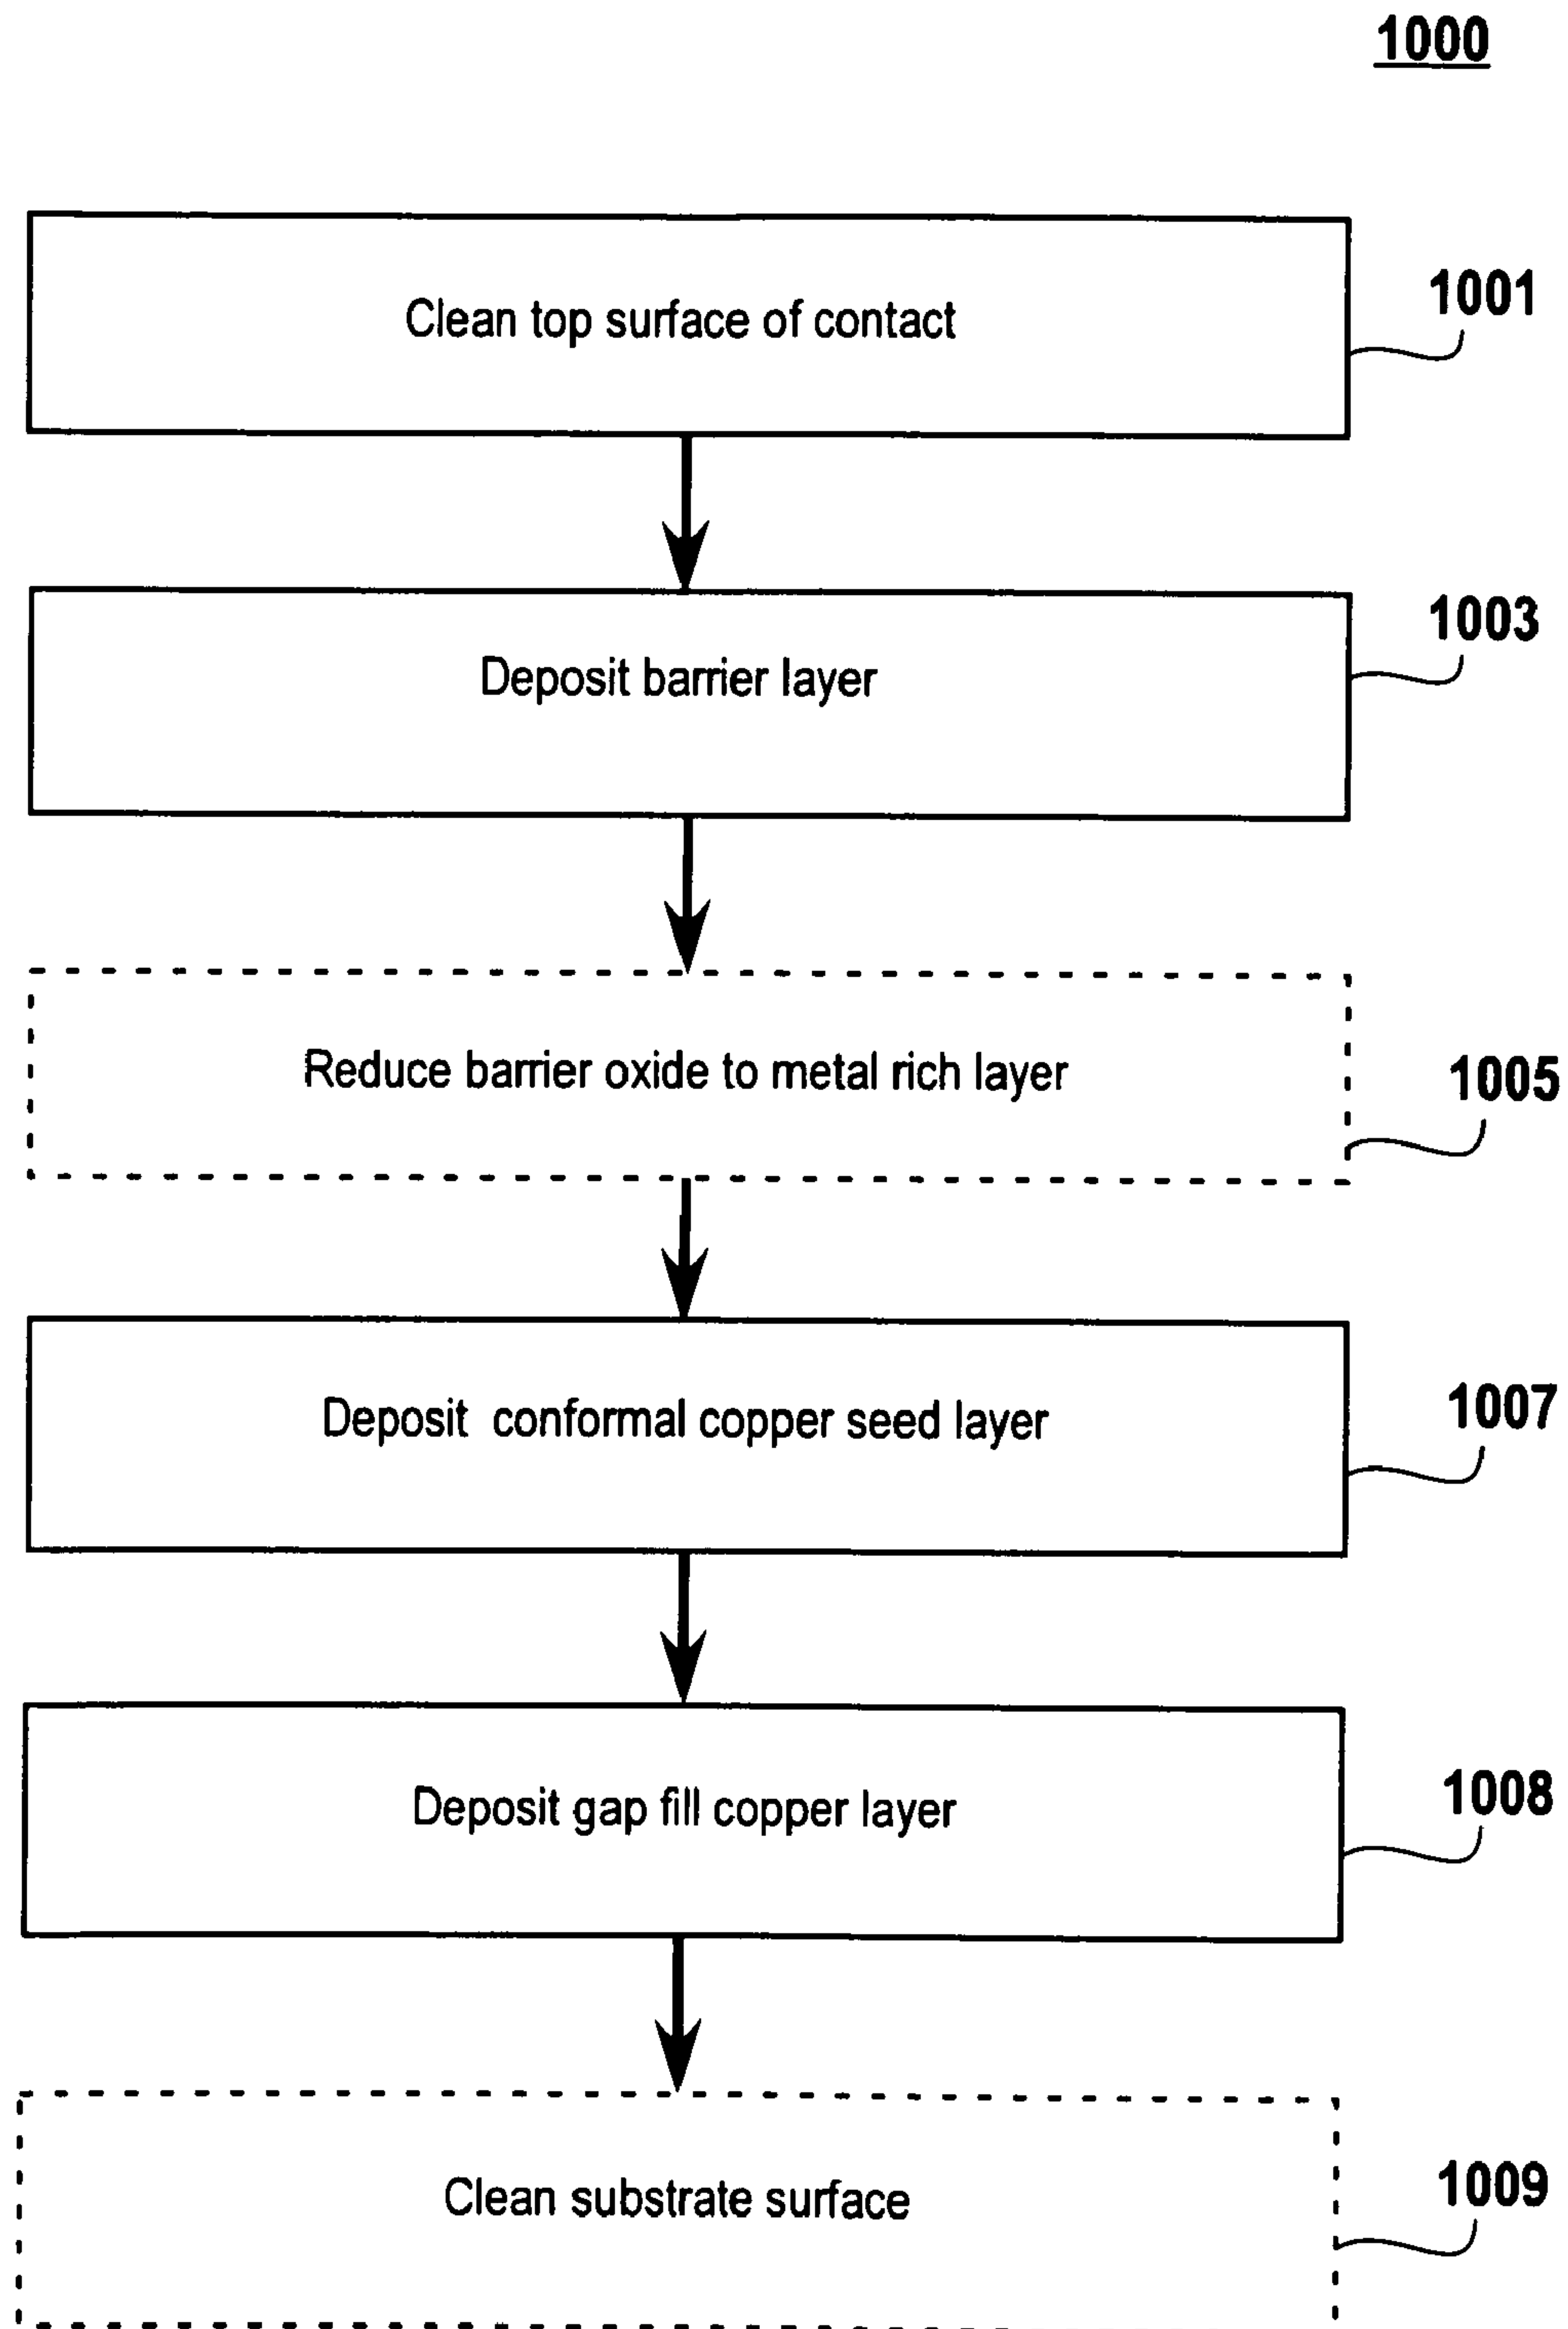 1000
Clean top surface of contact
1001
Deposit barrier layer
1003
Reduce barrier oxide to metal rich layer
1005
Deposit conformal copper seed layer
1007
Deposit gap fill copper layer
1008
Clean substrate surface
1009